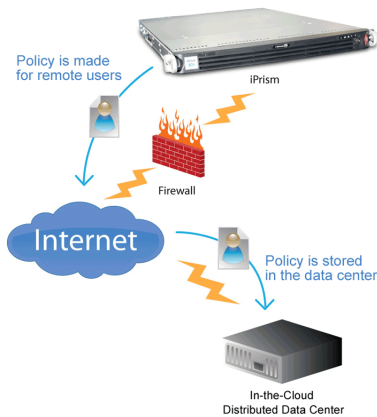 Policy is made
for remote users
iPrism
Firewall
Internet
Policy is stored
in the data center
In-the-Cloud
Distributed Data Center